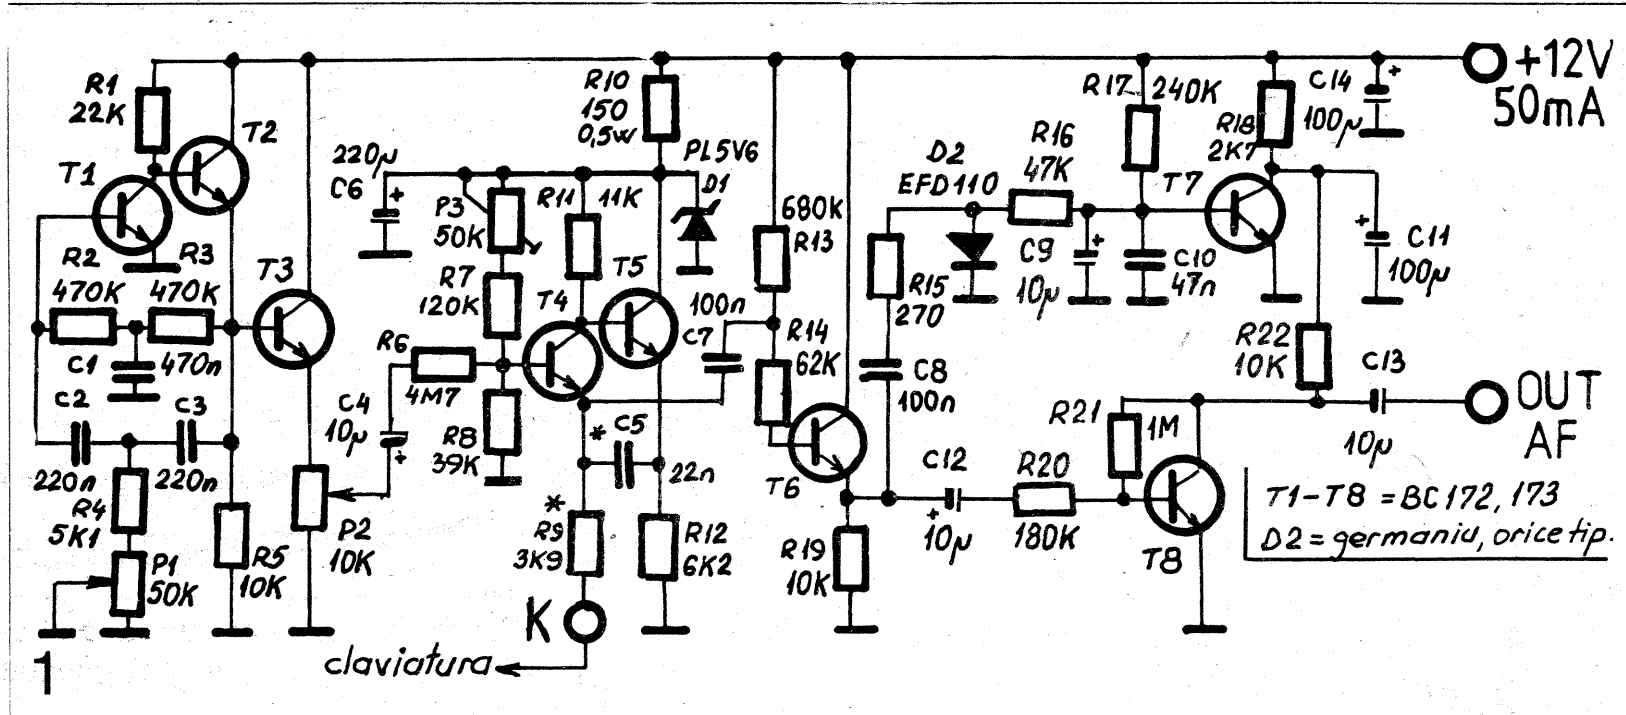 R1
22K
T1
T2
R2
470K
R3
470K
C1
470n
C2
220n
C3
220n
R4
5K1
P1
50K
R5
10K
T3
P2
10K
C4
10µ
+
220µ
C6
+
R6
4M7
P3
50K
R7
120K
R8
39K
R11
11K
T4
T5
R10
150
0,5w
PL5V6
D1
100n
C7
* C5
22n
*
R9
3K9
R12
6K2
K
claviatura
680K
R13
R14
62K
T6
R19
10K
D2
EFD110
R15
270
C8
100n
R16
47K
C9
10µ
+
C10
47n
R17
240K
T7
R18
2K7
C14
100µ
+
C11
100µ
+
R22
10K
C12
10µ
+
R20
180K
R21
1M
T8
C13
10µ
+12V
50mA
OUT
AF
T1-T8 = BC172, 173
D2 = germaniu, orice tip.
1